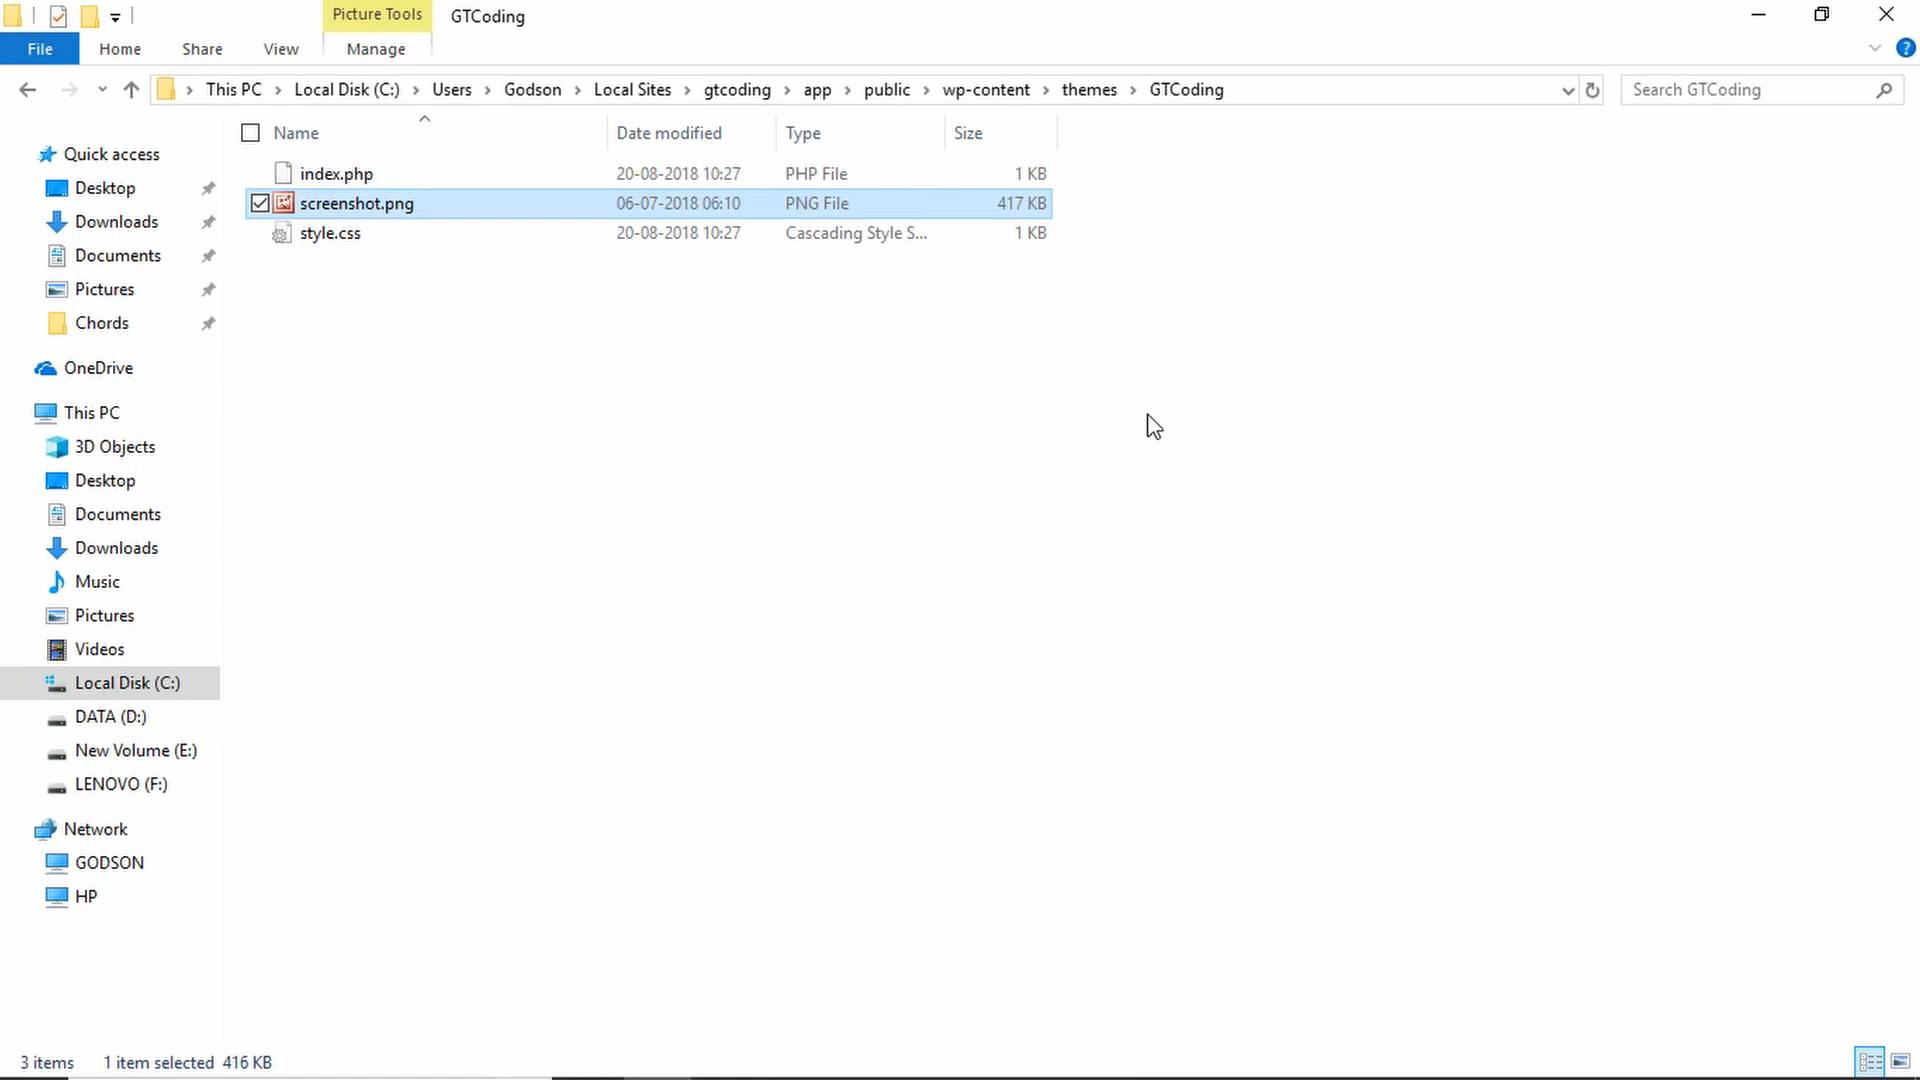 Picture Tools GTCoding
File Home Share View Manage
This PC Local Disk (C:) Users Godson Local Sites gtcoding app public wp-content themes GTCoding Search GTCoding
Name Date modified Type Size
index.php 20-08-2018 10:27 PHP File 1 KB
screenshot.png 06-07-2018 06:10 PNG File 417 KB
style.css 20-08-2018 10:27 Cascading Style S... 1 KB
Quick access
Desktop
Downloads
Documents
Pictures
Chords
OneDrive
This PC
3D Objects
Desktop
Documents
Downloads
Music
Pictures
Videos
Local Disk (C:)
DATA (D:)
New Volume (E:)
LENOVO (F:)
Network
GODSON
HP
3 items 1 item selected 416 KB